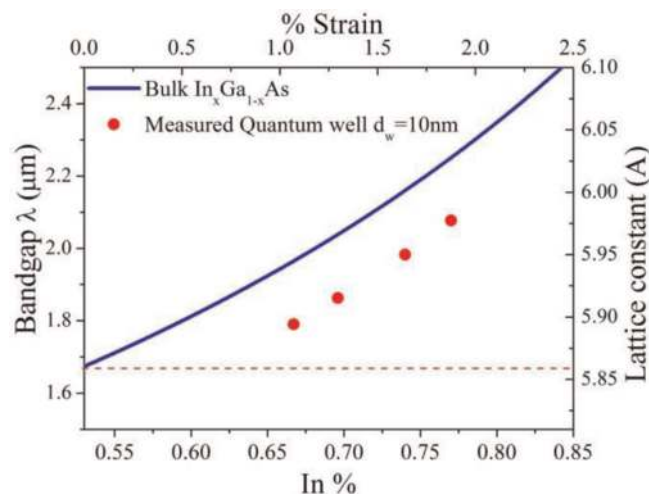 % Strain
0.0 0.5 1.0 1.5 2.0 2.5
Bulk InₓGa₁₋ₓAs
Measured Quantum well d_w=10nm
2.4
2.2
2.0
1.8
1.6
Bandgap λ (μm)
6.10
6.05
6.00
5.95
5.90
5.85
Lattice constant (A)
0.55 0.60 0.65 0.70 0.75 0.80 0.85
In %